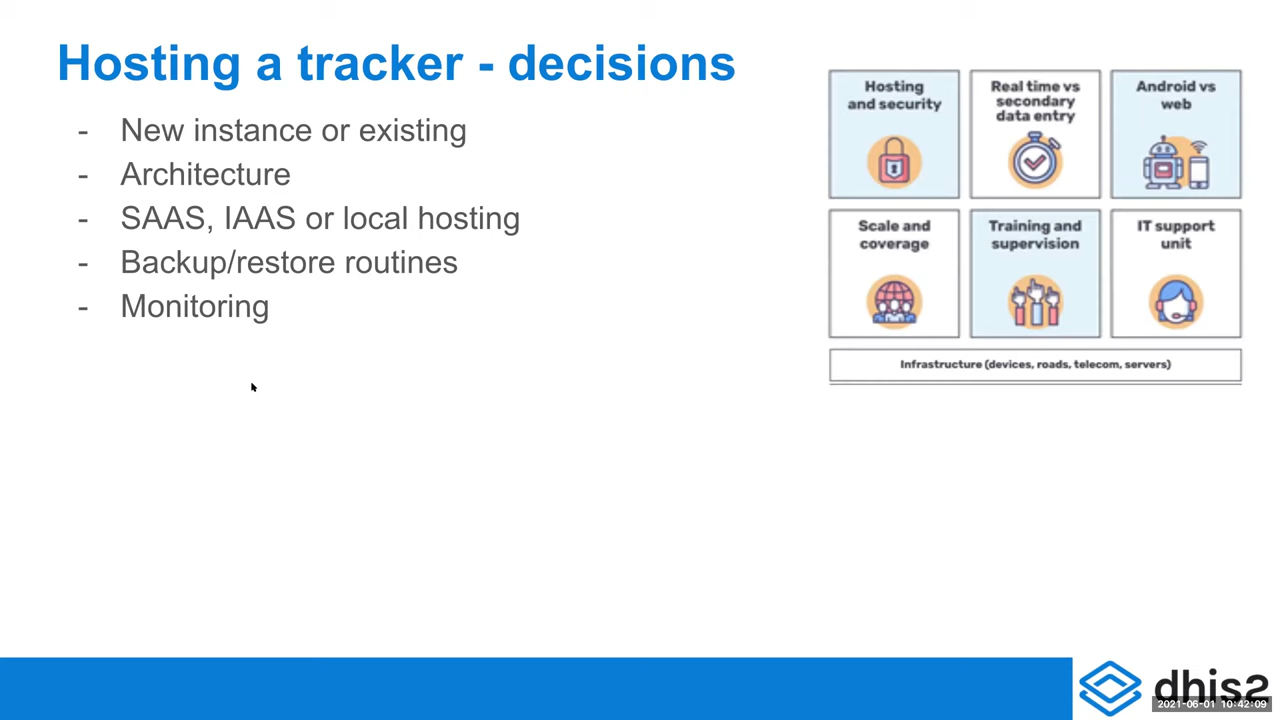 Hosting a tracker - decisions
- New instance or existing
- Architecture
- SAAS, IAAS or local hosting
- Backup/restore routines
- Monitoring
Hosting
and security
Real time vs
secondary
data entry
Android vs
web
Scale and
coverage
Training and
supervision
IT support
unit
Infrastructure (devices, roads, telecom, servers)
dhis2
2021-06-01 10:42:09